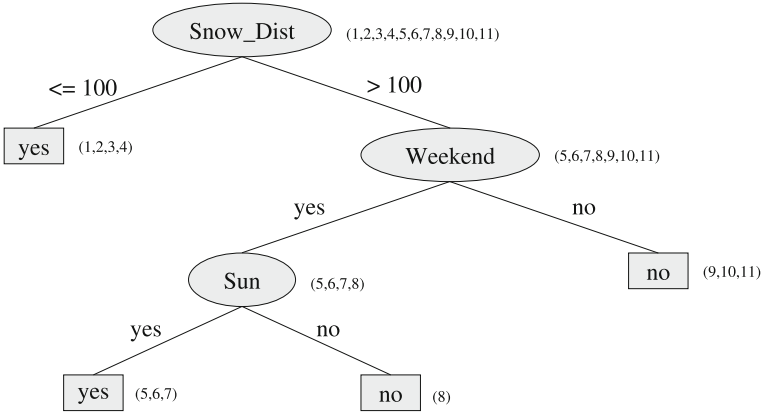 Snow_Dist (1,2,3,4,5,6,7,8,9,10,11)
<= 100 > 100
yes (1,2,3,4)
Weekend (5,6,7,8,9,10,11)
yes no
Sun (5,6,7,8)
no (9,10,11)
yes no
yes (5,6,7)
no (8)